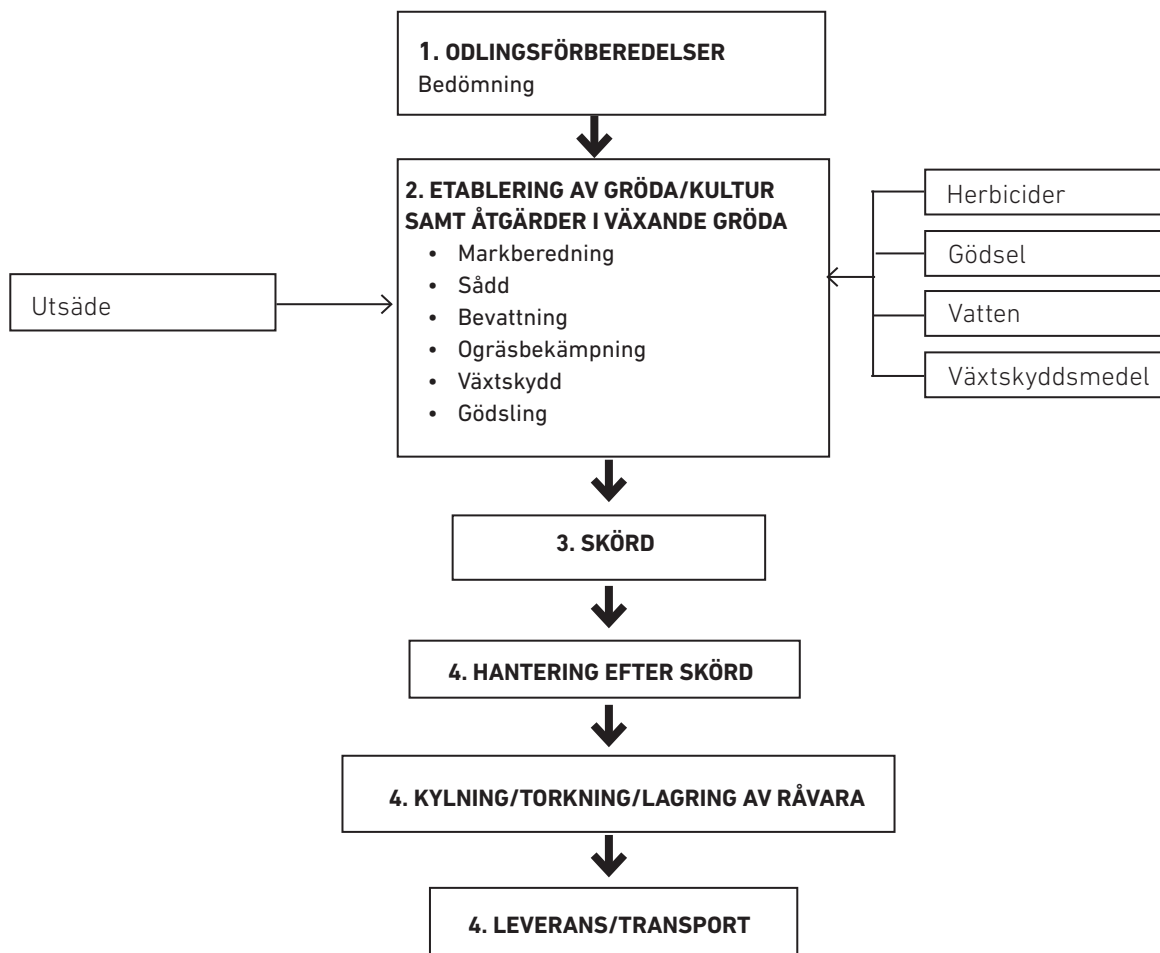 1. ODLINGSFÖRBEREDELSER
Bedömning
2. ETABLERING AV GRÖDA/KULTUR
SAMT ÅTGÄRDER I VÄXANDE GRÖDA
• Markberedning
• Sådd
• Bevattning
• Ogräsbekämpning
• Växtskydd
• Gödsling
Utsäde
Herbicider
Gödsel
Vatten
Växtskyddsmedel
3. SKÖRD
4. HANTERING EFTER SKÖRD
4. KYLNING/TORKNING/LAGRING AV RÅVARA
4. LEVERANS/TRANSPORT